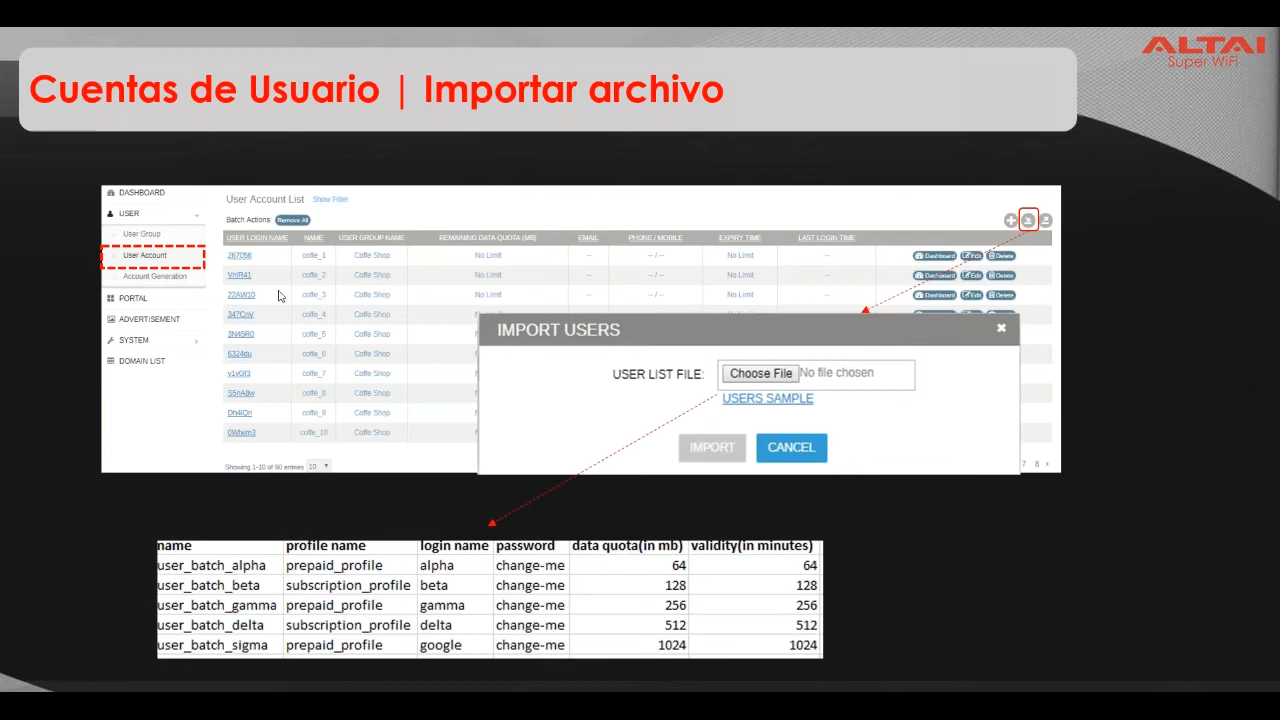 ALTAI
Super WiFi
Cuentas de Usuario | Importar archivo
DASHBOARD
USER
User Group
User Account
Account Generation
PORTAL
ADVERTISEMENT
SYSTEM
DOMAIN LIST
User Account List Show Filter
Batch Actions: Remove All
USER LOGIN NAME NAME USER GROUP NAME REMAINING DATA QUOTA (MB) EMAIL PHONE / MOBILE EXPIRY TIME LAST LOGIN TIME
267056 coffe_1 Coffe Shop No Limit -- -- / -- No Limit -- Dashboard Edit Delete
VnlR41 coffe_2 Coffe Shop No Limit -- -- / -- No Limit -- Dashboard Edit Delete
22AW10 coffe_3 Coffe Shop No Limit -- -- / -- No Limit -- Dashboard Edit Delete
347CnV coffe_4 Coffe Shop
3N45R0 coffe_5 Coffe Shop
6324du coffe_6 Coffe Shop
y1yGf3 coffe_7 Coffe Shop
S5nA8w coffe_8 Coffe Shop
Dh4lQn coffe_9 Coffe Shop
coffe_10 Coffe Shop
Showing 1-10 of 90 entries 10
7 8 ›
IMPORT USERS
USER LIST FILE: Choose File No file chosen
USERS SAMPLE
IMPORT CANCEL
name profile name login name password data quota(in mb) validity(in minutes)
user_batch_alpha prepaid_profile alpha change-me 64 64
user_batch_beta subscription_profile beta change-me 128 128
user_batch_gamma prepaid_profile gamma change-me 256 256
user_batch_delta subscription_profile delta change-me 512 512
user_batch_sigma prepaid_profile google change-me 1024 1024